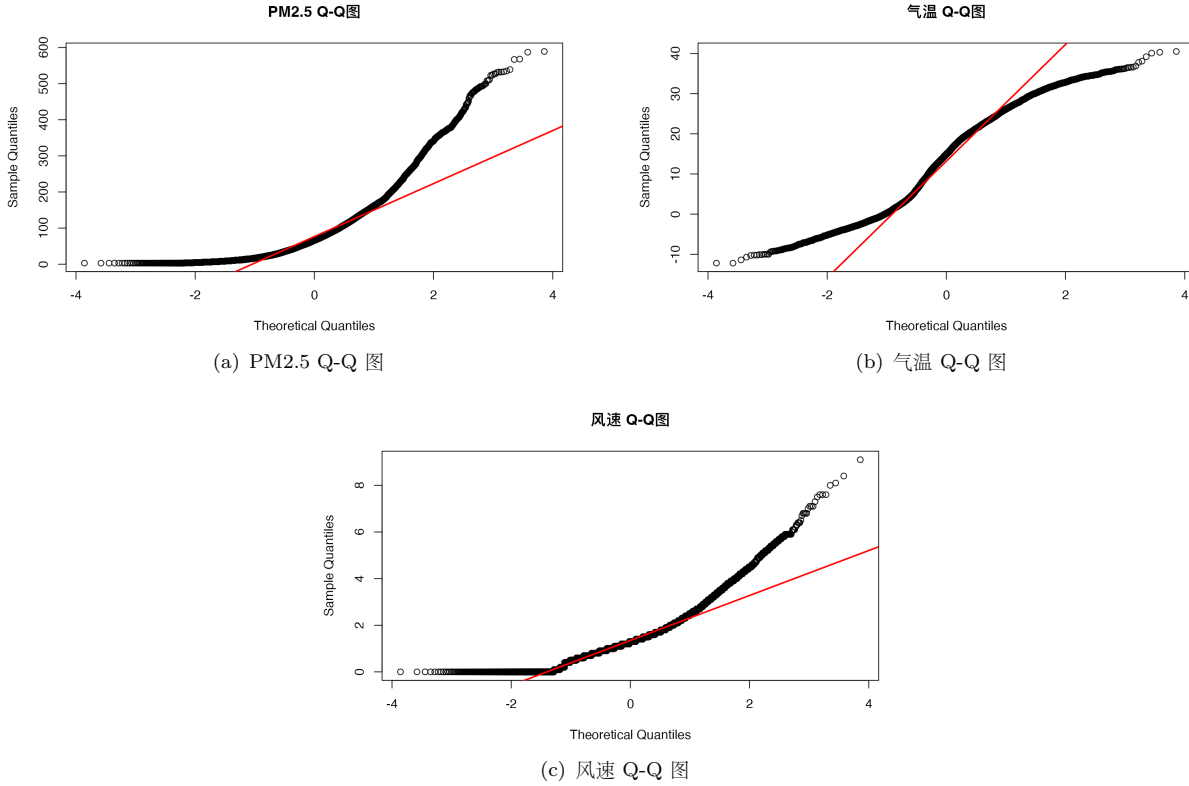 PM2.5 Q-Q图
Sample Quantiles
600
500
400
300
200
100
0
-4 -2 0 2 4
Theoretical Quantiles
(a) PM2.5 Q-Q 图
气温 Q-Q图
Sample Quantiles
40
30
20
10
0
-10
-4 -2 0 2 4
Theoretical Quantiles
(b) 气温 Q-Q 图
风速 Q-Q图
Sample Quantiles
8
6
4
2
0
-4 -2 0 2 4
Theoretical Quantiles
(c) 风速 Q-Q 图